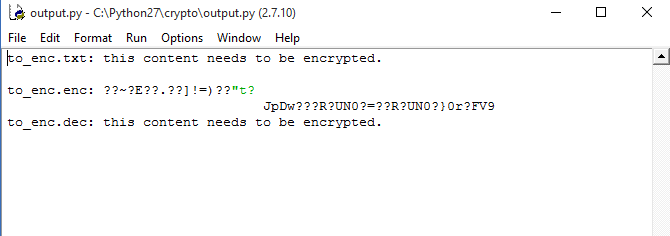 output.py - C:\Python27\crypto\output.py (2.7.10)
File Edit Format Run Options Window Help
to_enc.txt: this content needs to be encrypted.
to_enc.enc: ??~?E??.??]!=)??"t?
JpDw???R?UN0?=??R?UN0?}0r?FV9
to_enc.dec: this content needs to be encrypted.